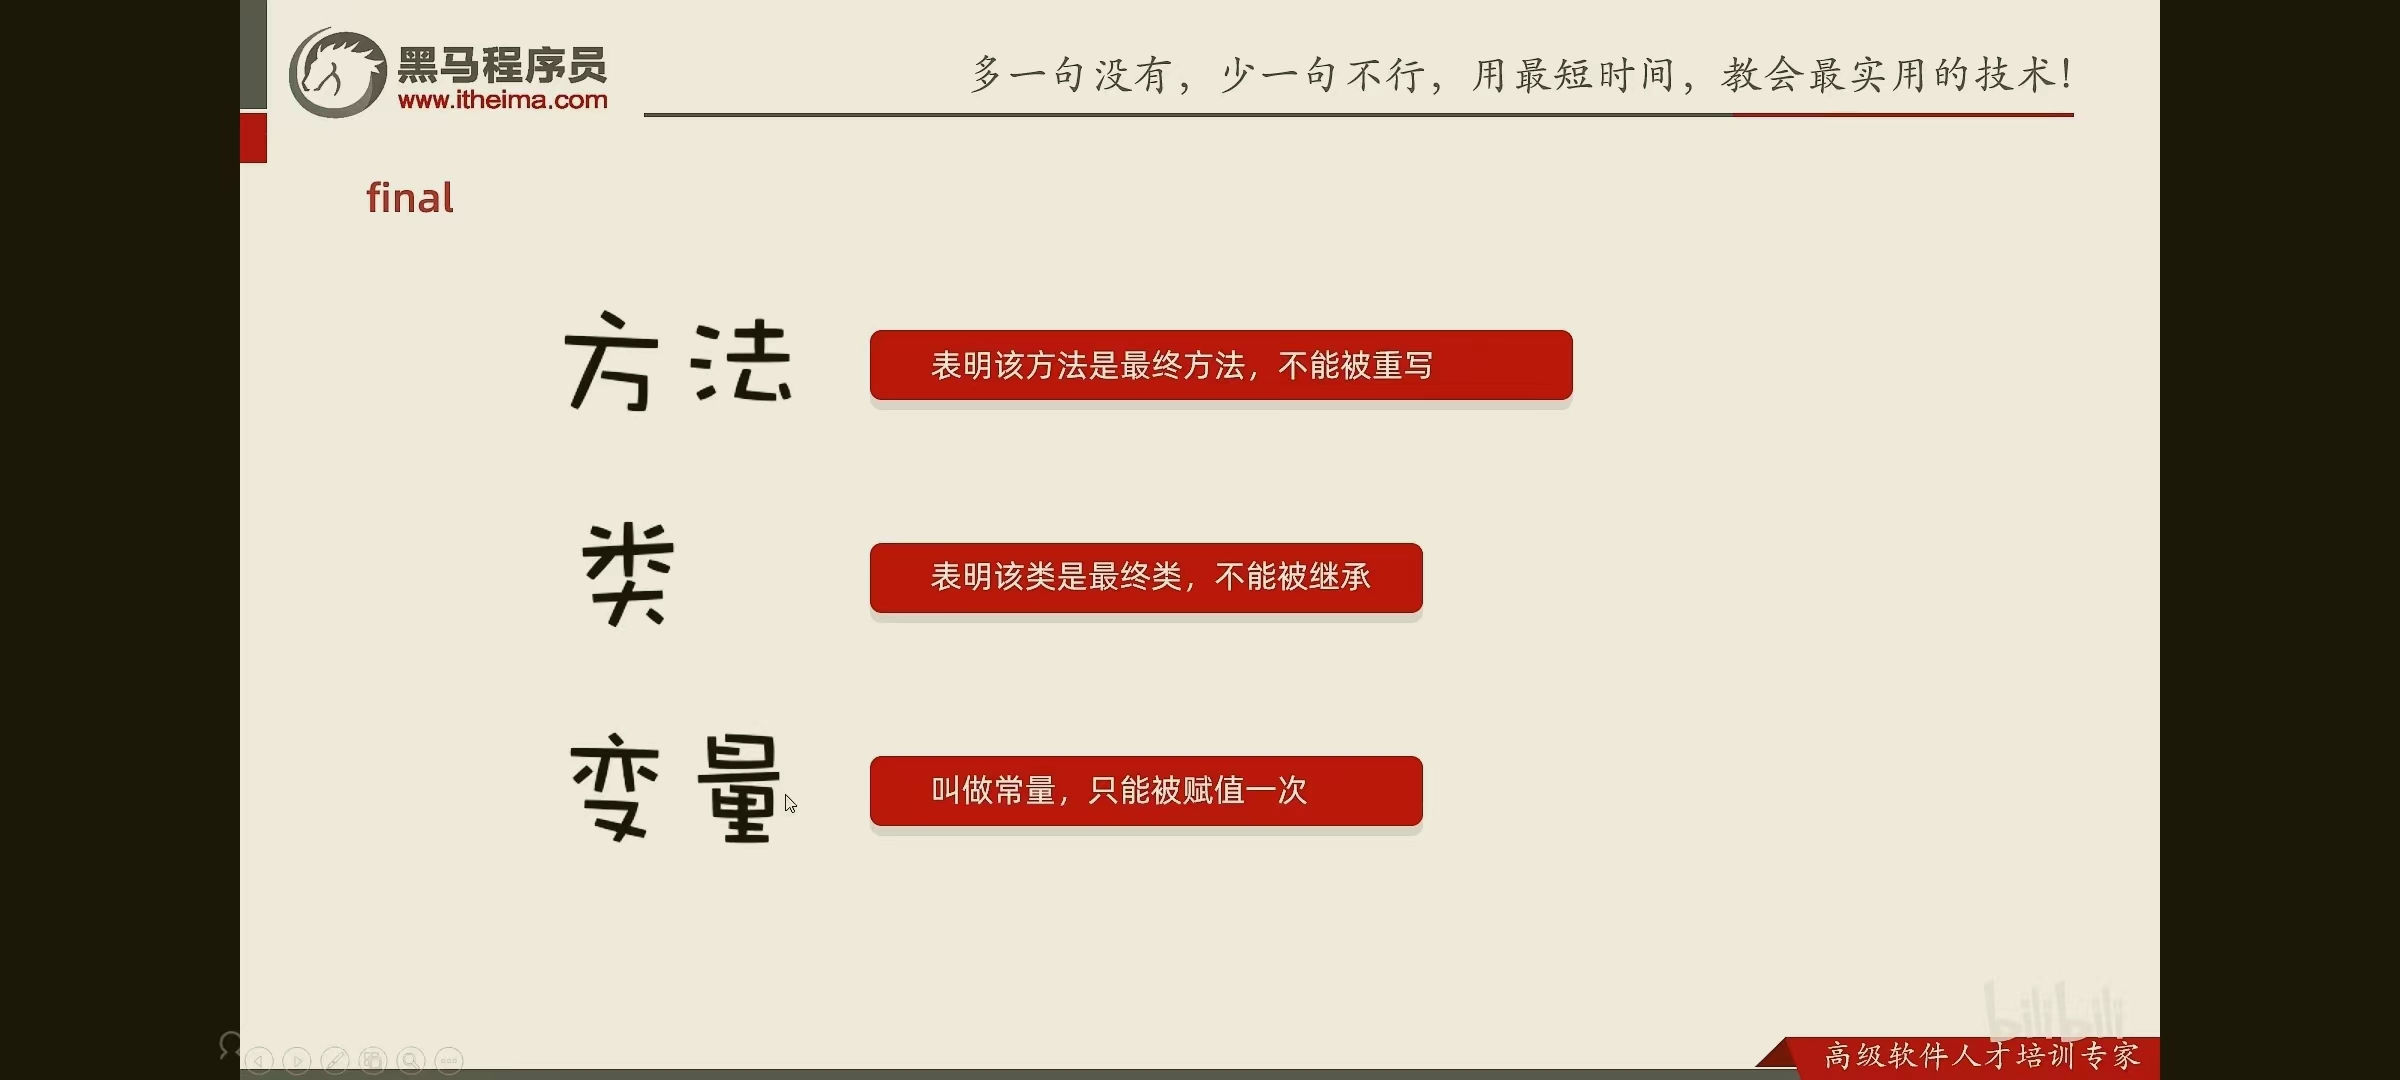 黑马程序员
www.itheima.com
多一句没有，少一句不行，用最短时间，教会最实用的技术！
final
方法
表明该方法是最终方法，不能被重写
类
表明该类是最终类，不能被继承
变量
叫做常量，只能被赋值一次
bilibili
高级软件人才培训专家